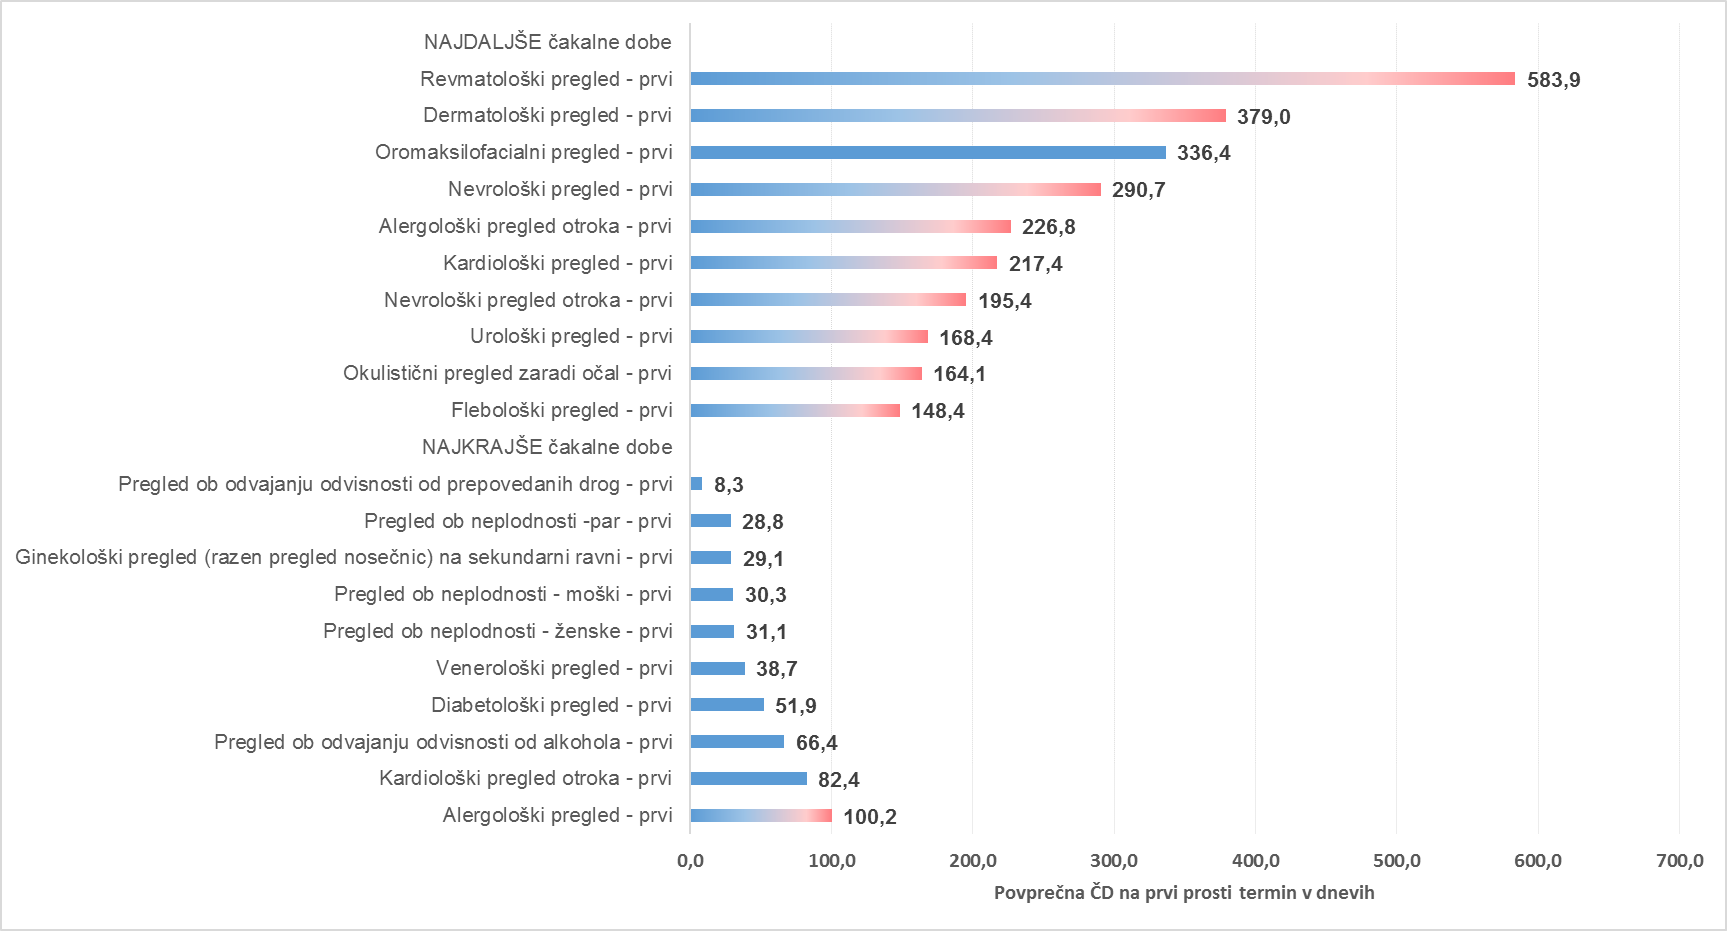 NAJDALJŠE čakalne dobe
Revmatološki pregled - prvi 583,9
Dermatološki pregled - prvi 379,0
Oromaksilofacialni pregled - prvi 336,4
Nevrološki pregled - prvi 290,7
Alergološki pregled otroka - prvi 226,8
Kardiološki pregled - prvi 217,4
Nevrološki pregled otroka - prvi 195,4
Urološki pregled - prvi 168,4
Okulistični pregled zaradi očal - prvi 164,1
Flebološki pregled - prvi 148,4
NAJKRAJŠE čakalne dobe
Pregled ob odvajanju odvisnosti od prepovedanih drog - prvi 8,3
Pregled ob neplodnosti -par - prvi 28,8
Ginekološki pregled (razen pregled nosečnic) na sekundarni ravni - prvi 29,1
Pregled ob neplodnosti - moški - prvi 30,3
Pregled ob neplodnosti - ženske - prvi 31,1
Venerološki pregled - prvi 38,7
Diabetološki pregled - prvi 51,9
Pregled ob odvajanju odvisnosti od alkohola - prvi 66,4
Kardiološki pregled otroka - prvi 82,4
Alergološki pregled - prvi 100,2
0,0 100,0 200,0 300,0 400,0 500,0 600,0 700,0
Povprečna ČD na prvi prosti termin v dnevih